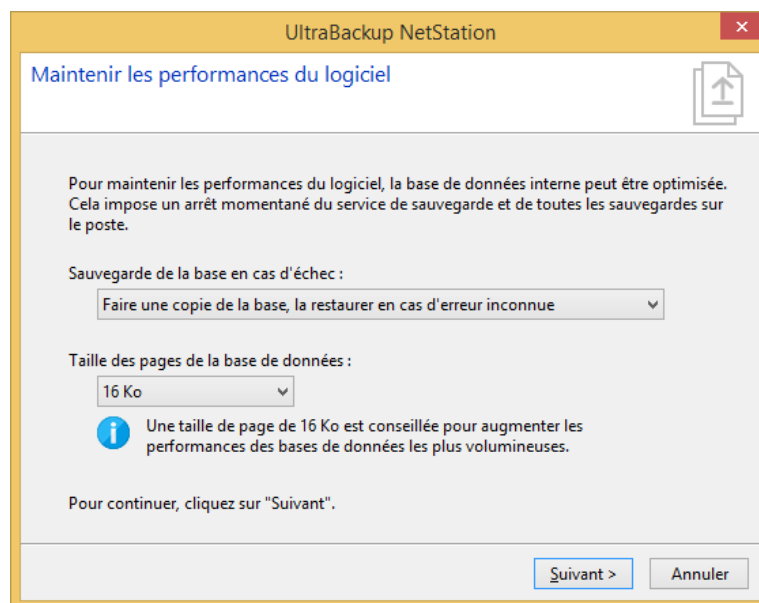 UltraBackup NetStation
Maintenir les performances du logiciel
Pour maintenir les performances du logiciel, la base de données interne peut être optimisée.
Cela impose un arrêt momentané du service de sauvegarde et de toutes les sauvegardes sur
le poste.
Sauvegarde de la base en cas d'échec :
Faire une copie de la base, la restaurer en cas d'erreur inconnue
Taille des pages de la base de données :
16 Ko
Une taille de page de 16 Ko est conseillée pour augmenter les
performances des bases de données les plus volumineuses.
Pour continuer, cliquez sur "Suivant".
Suivant >
Annuler